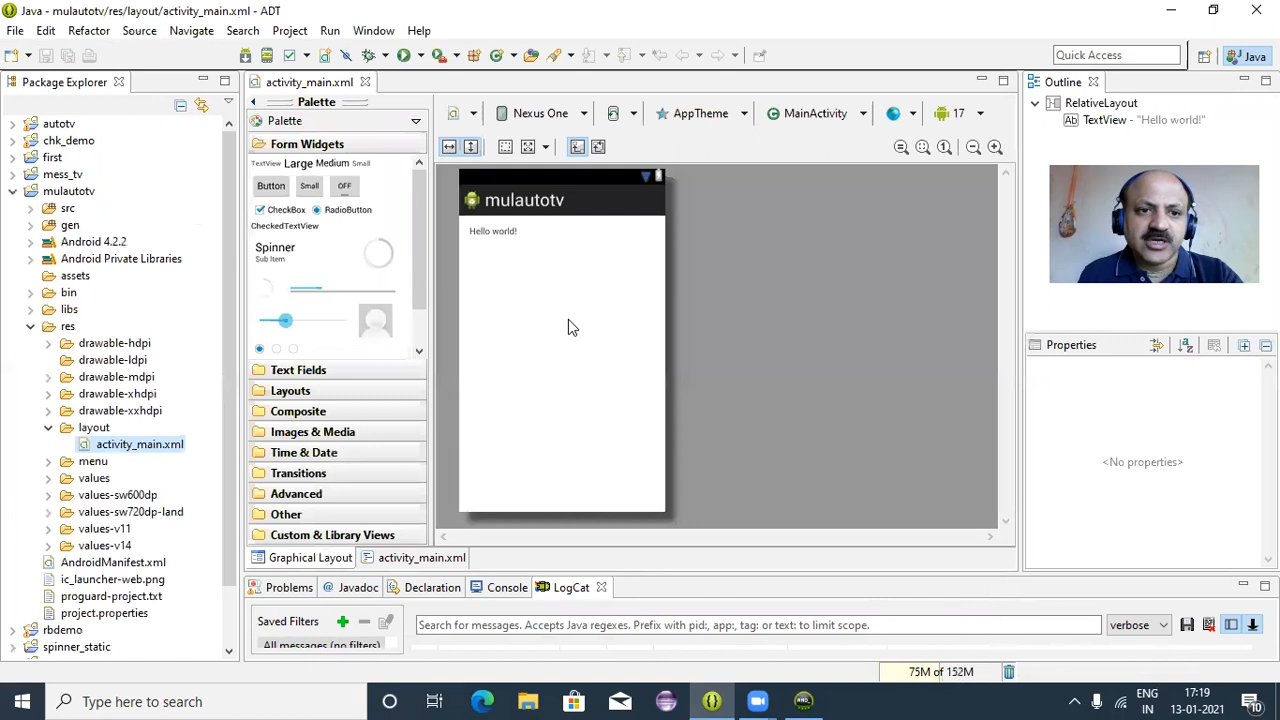 Java - mulautotv/res/layout/activity_main.xml - ADT
File Edit Refactor Source Navigate Search Project Run Window Help
Quick Access
Java
Package Explorer
autotv
chk_demo
first
mess_tv
mulautotv
src
gen
Android 4.2.2
Android Private Libraries
assets
bin
libs
res
drawable-hdpi
drawable-ldpi
drawable-mdpi
drawable-xhdpi
drawable-xxhdpi
layout
activity_main.xml
menu
values
values-sw600dp
values-sw720dp-land
values-v11
values-v14
AndroidManifest.xml
ic_launcher-web.png
proguard-project.txt
project.properties
rbdemo
spinner_static
activity_main.xml
Palette
Palette
Form Widgets
TextView Large Medium Small
Button Small OFF
CheckBox RadioButton
CheckedTextView
Spinner
Sub Item
Text Fields
Layouts
Composite
Images & Media
Time & Date
Transitions
Advanced
Other
Custom & Library Views
Nexus One AppTheme MainActivity 17
mulautotv
Hello world!
Graphical Layout activity_main.xml
Problems Javadoc Declaration Console LogCat
Saved Filters
All messages (no filters)
Search for messages. Accepts Java regexes. Prefix with pid:, app:, tag: or text: to limit scope.
verbose
Outline
RelativeLayout
Ab TextView - "Hello world!"
Properties
<No properties>
75M of 152M
Type here to search
ENG
IN
17:19
13-01-2021
10